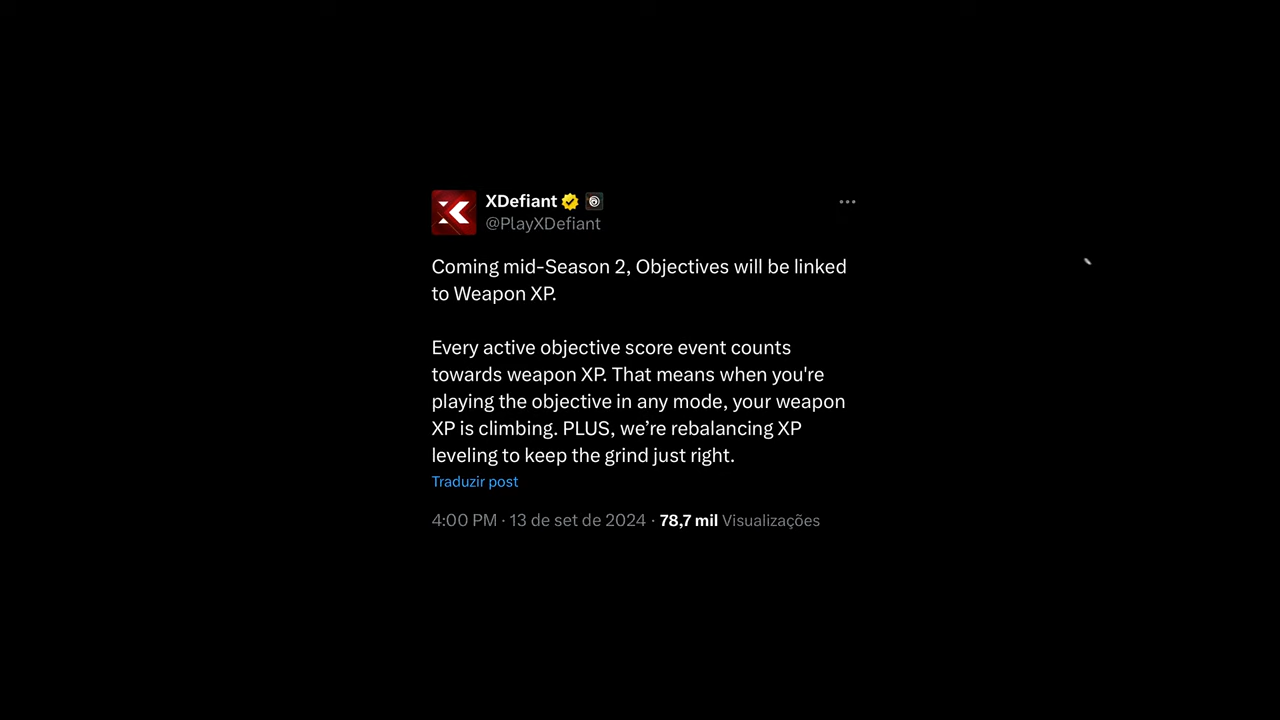 XDefiant
@PlayXDefiant
Coming mid-Season 2, Objectives will be linked
to Weapon XP.
Every active objective score event counts
towards weapon XP. That means when you're
playing the objective in any mode, your weapon
XP is climbing. PLUS, we’re rebalancing XP
leveling to keep the grind just right.
Traduzir post
4:00 PM · 13 de set de 2024 · 78,7 mil Visualizações